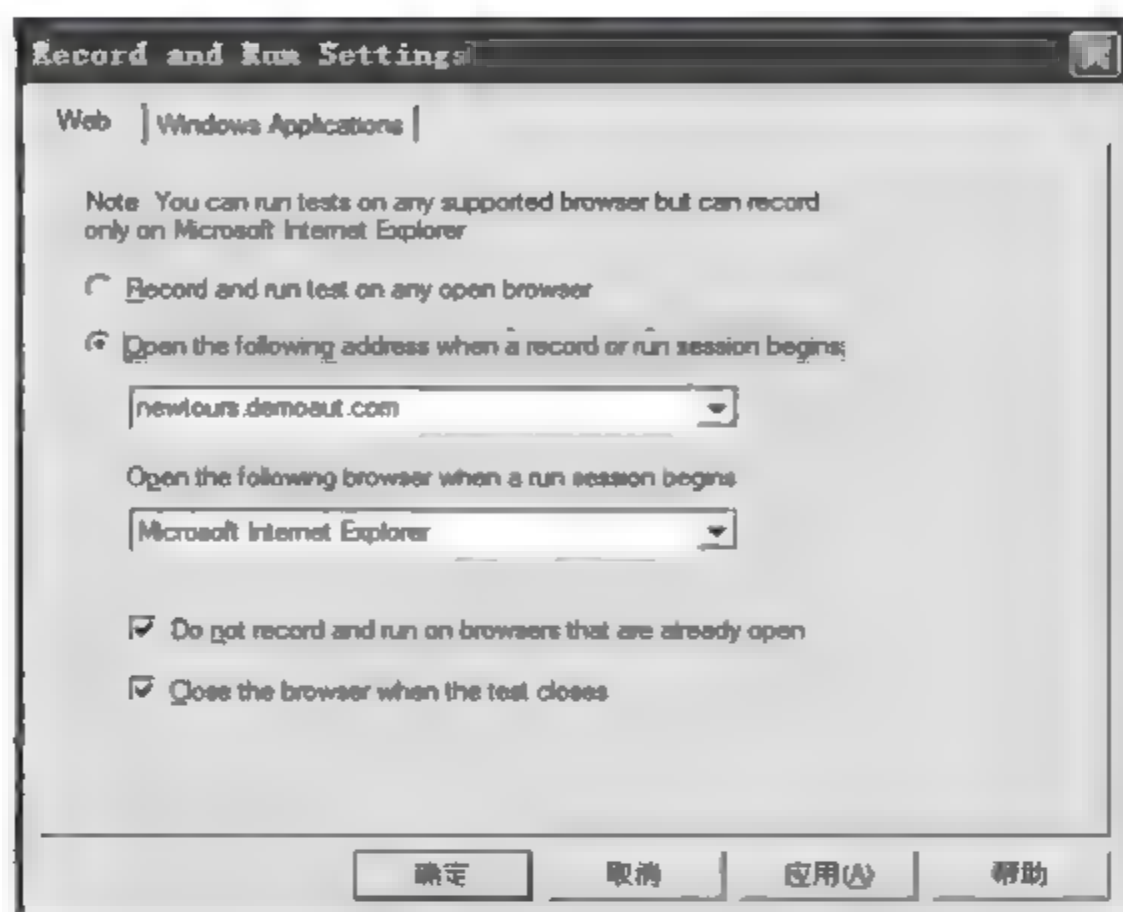 Record and Run Settings
Web
Windows Applications
Note You can run tests on any supported browser but can record
only on Microsoft Internet Explorer
Record and run test on any open browser
Open the following address when a record or run session begins:
newtours.demoaut.com
Open the following browser when a run session begins
Microsoft Internet Explorer
Do not record and run on browsers that are already open
Close the browser when the test closes
确定 取消 应用(A) 帮助